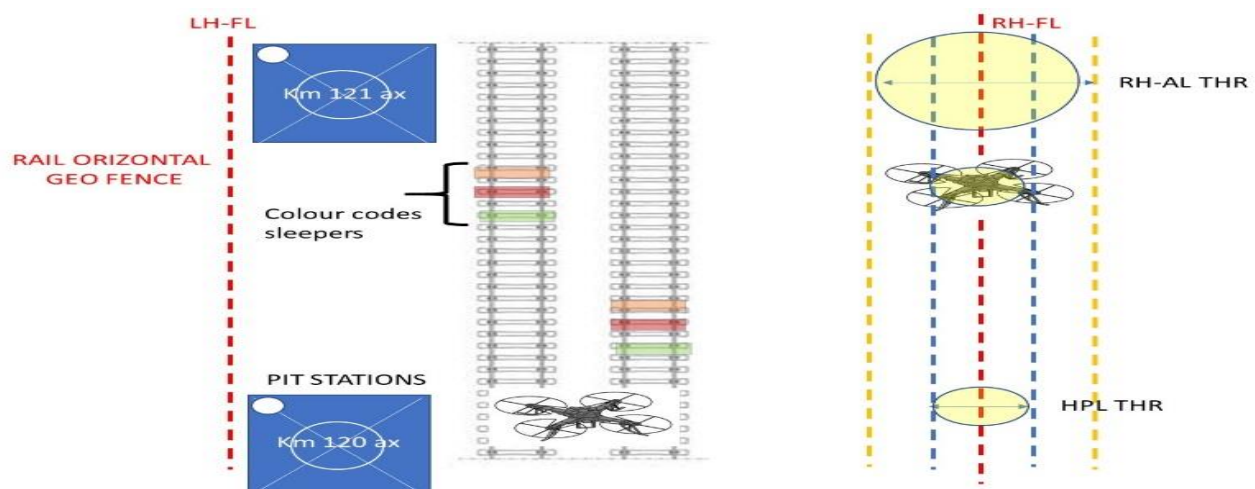 LH-FL
RH-FL
Km 121 ax
RH-AL THR
RAIL ORIZONTAL
GEO FENCE
Colour codes
sleepers
PIT STATIONS
HPL THR
Km 120 ax